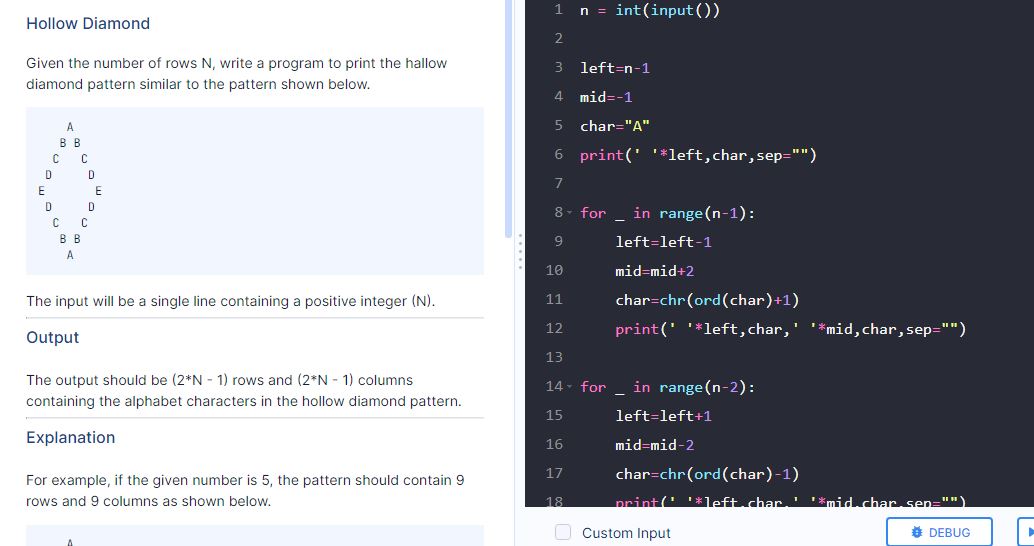 Hollow Diamond
Given the number of rows N, write a program to print the hollow
diamond pattern similar to the pattern shown below.
A
B B
C   C
D     D
E       E
D     D
C   C
B B
A
The input will be a single line containing a positive integer (N).
Output
The output should be (2*N - 1) rows and (2*N - 1) columns
containing the alphabet characters in the hollow diamond pattern.
Explanation
For example, if the given number is 5, the pattern should contain 9
rows and 9 columns as shown below.
A
1 n = int(input())
2
3 left=n-1
4 mid=-1
5 char="A"
6 print(' '*left,char,sep="")
7
8 for _ in range(n-1):
9     left=left-1
10     mid=mid+2
11     char=chr(ord(char)+1)
12     print(' '*left,char,' '*mid,char,sep="")
13
14 for _ in range(n-2):
15     left=left+1
16     mid=mid-2
17     char=chr(ord(char)-1)
18     print(' '*left,char,' '*mid,char,sep="")
Custom Input
DEBUG